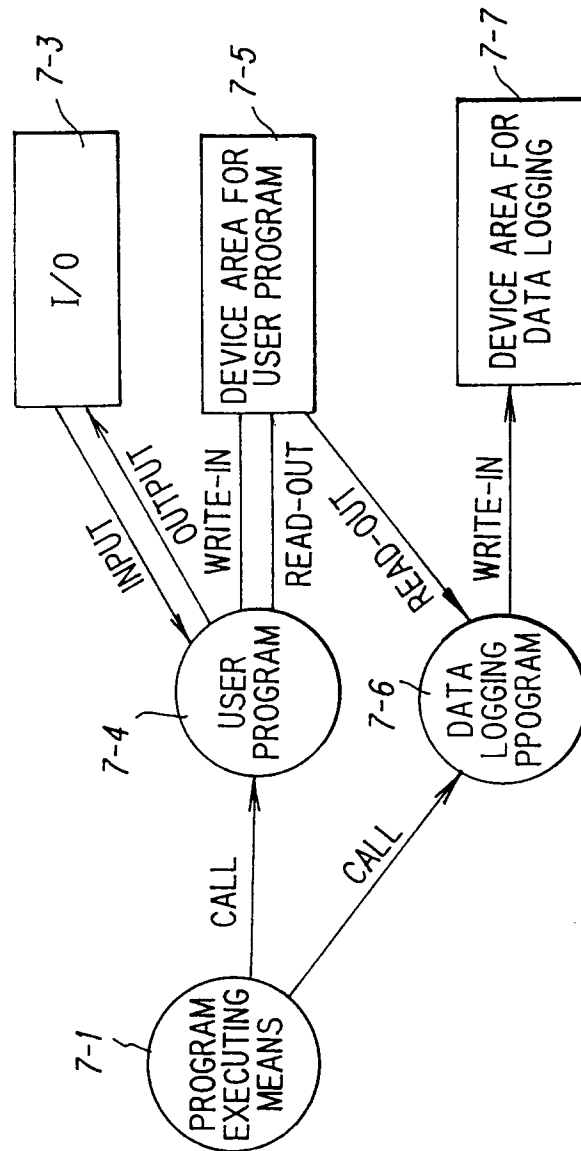 7-1
PROGRAM
EXECUTING
MEANS
CALL
CALL
7-4
USER
PROGRAM
INPUT
OUTPUT
WRITE-IN
READ-OUT
READ-OUT
7-6
DATA
LOGGING
PPOGRAM
WRITE-IN
I/O
7-3
DEVICE AREA FOR
USER PROGRAM
7-5
DEVICE AREA FOR
DATA LOGGING
7-7